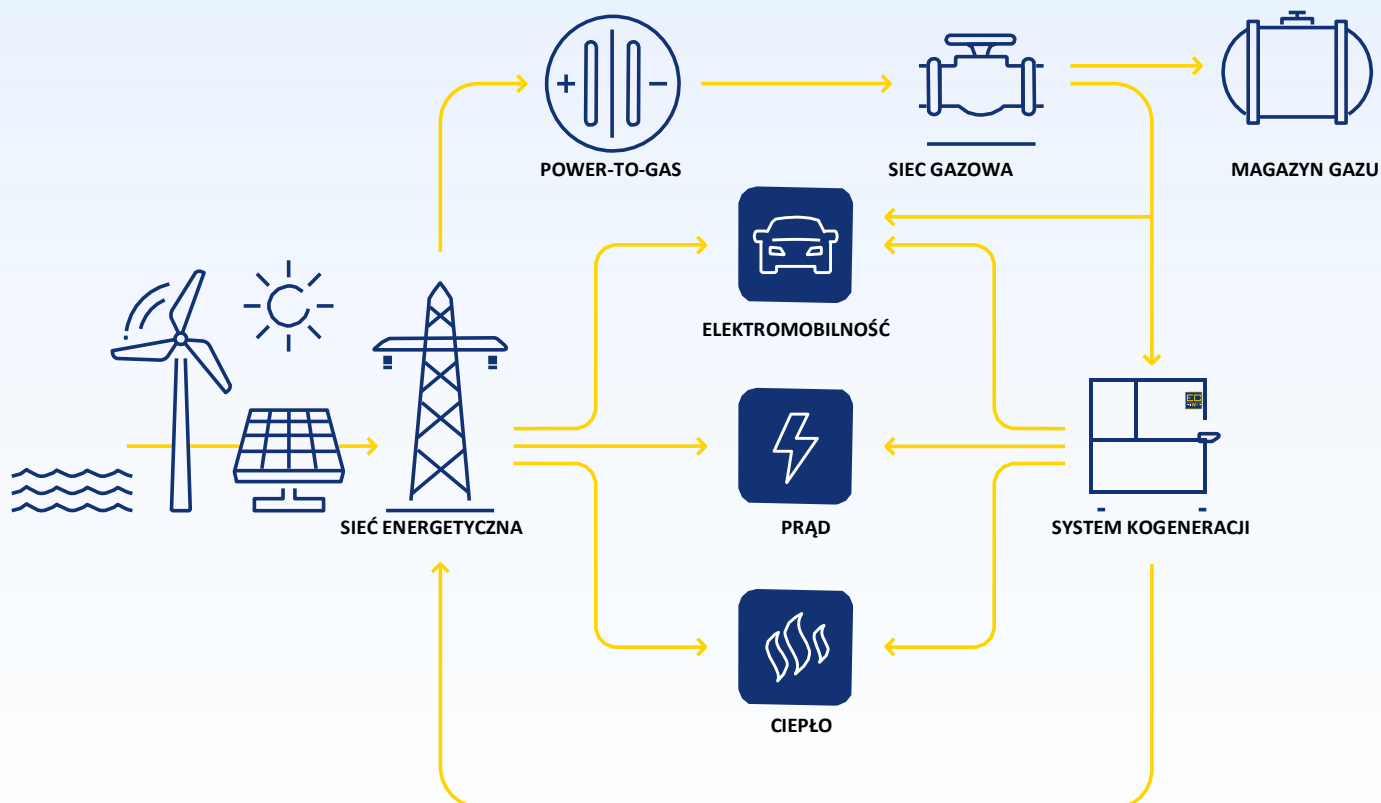 POWER-TO-GAS
SIEC GAZOWA
MAGAZYN GAZU
ELEKTROMOBILNOŚĆ
SIEĆ ENERGETYCZNA
PRĄD
SYSTEM KOGENERACJI
CIEPŁO